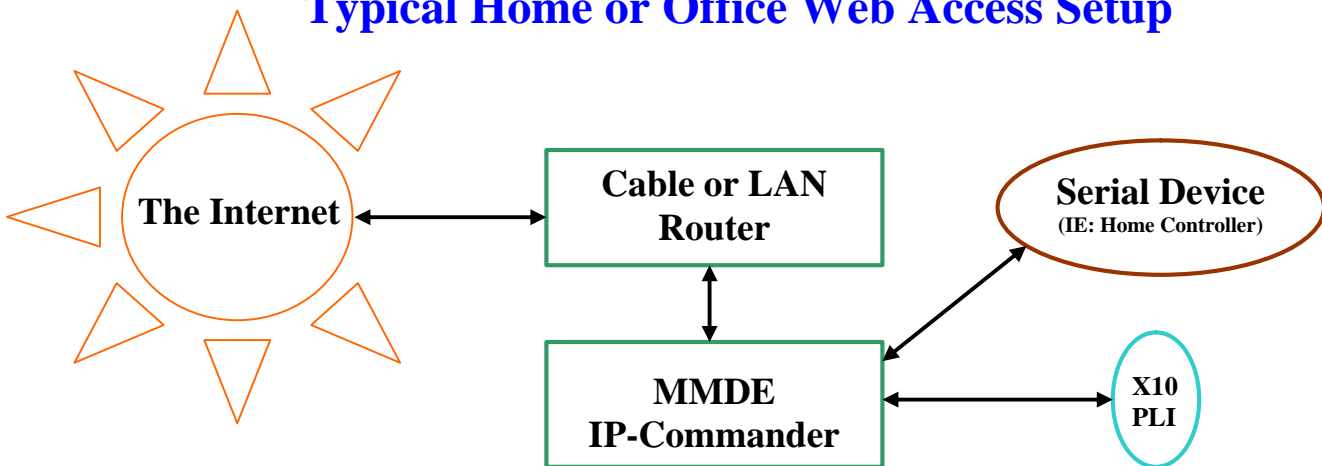 Typical Home or Office Web Access Setup
The Internet
Cable or LAN
Router
Serial Device
(IE: Home Controller)
MMDE
IP-Commander
X10
PLI